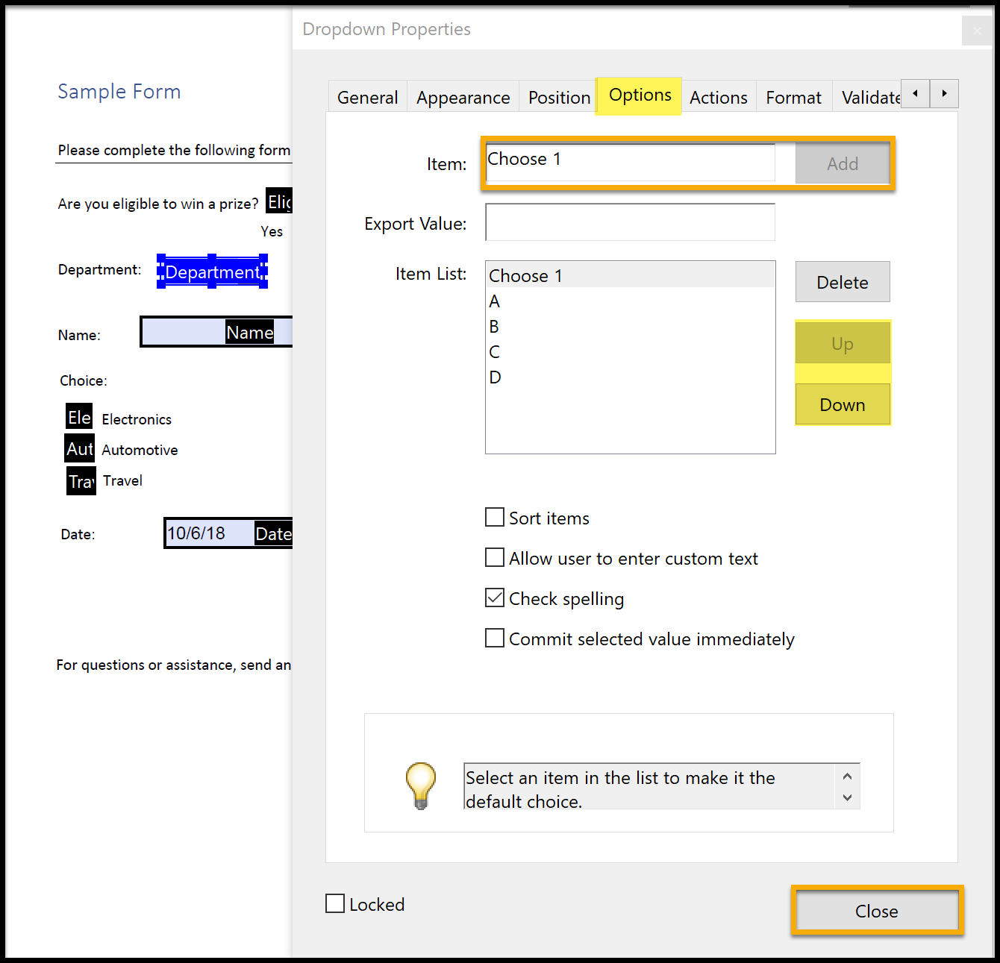 Sample Form
Please complete the following form
Are you eligible to win a prize? Elig
Yes
Department: Department
Name: Name
Choice:
Ele Electronics
Aut Automotive
Trav Travel
Date: 10/6/18 Date
For questions or assistance, send an
Dropdown Properties
General Appearance Position Options Actions Format Validate
Item: Choose 1 Add
Export Value:
Item List: Choose 1 Delete
A
B
C
D
Up
Down
Sort items
Allow user to enter custom text
Check spelling
Commit selected value immediately
Select an item in the list to make it the
default choice.
Locked
Close